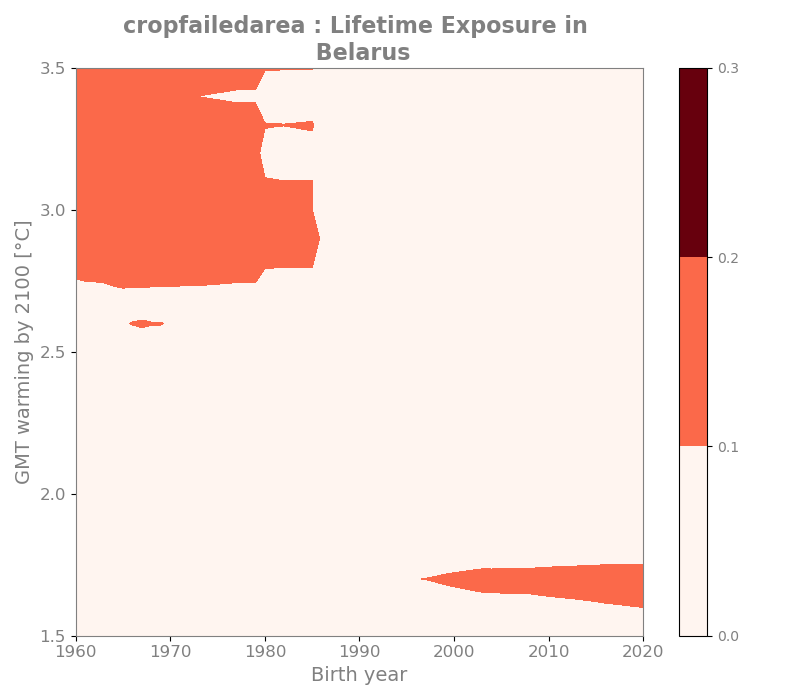 cropfailedarea : Lifetime Exposure in
Belarus
3.5
3.0
2.5
2.0
1.5
GMT warming by 2100 [°C]
1960 1970 1980 1990 2000 2010 2020
Birth year
0.3
0.2
0.1
0.0